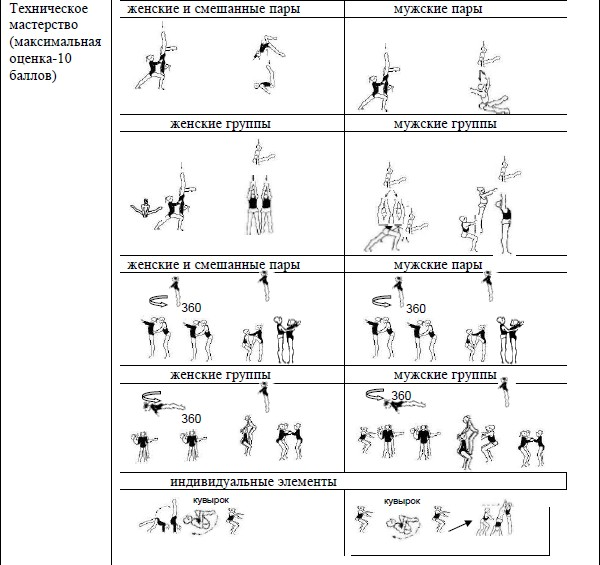 Техническое
мастерство
(максимальная
оценка-10
баллов)
женские и смешанные пары
мужские пары
женские группы
мужские группы
женские и смешанные пары
мужские пары
360
360
женские группы
мужские группы
360
360
индивидуальные элементы
кувырок
кувырок